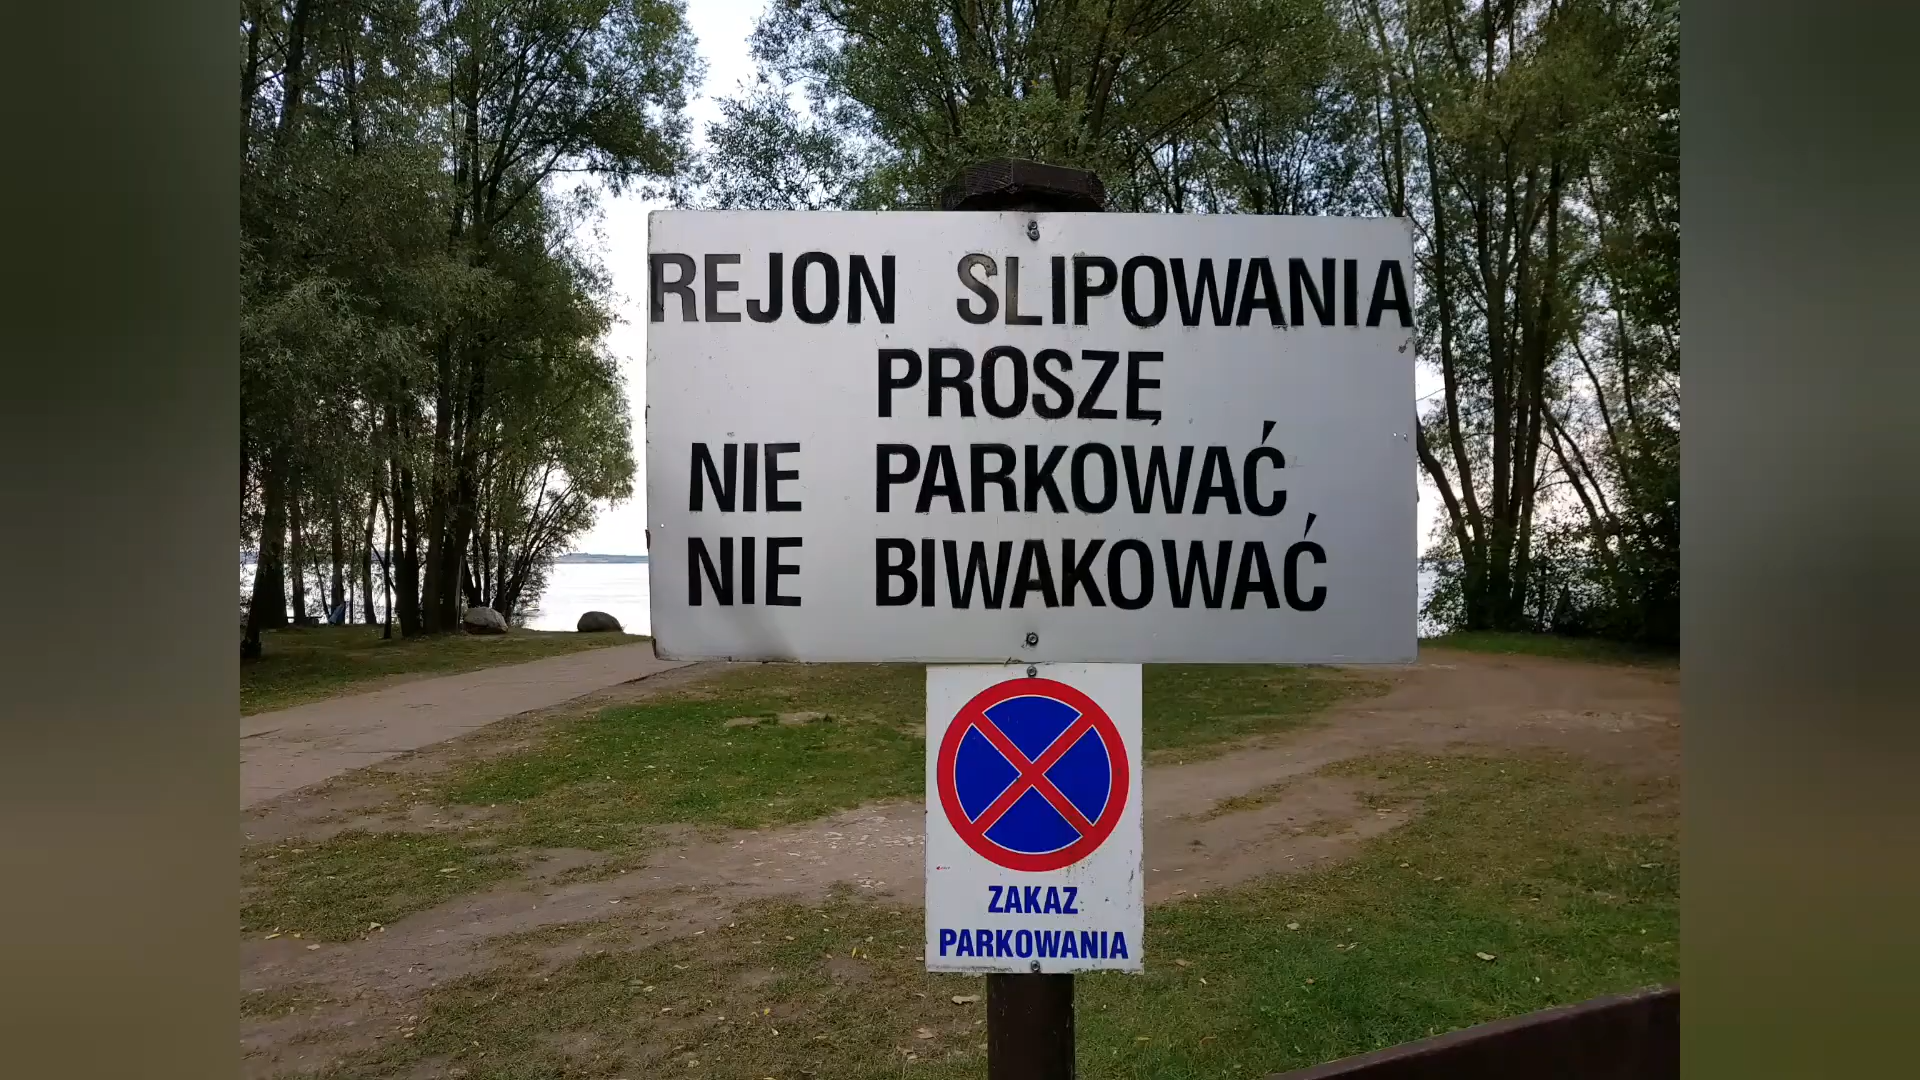 REJON SLIPOWANIA
PROSZĘ
NIE PARKOWAĆ
NIE BIWAKOWAĆ
ZAKAZ
PARKOWANIA